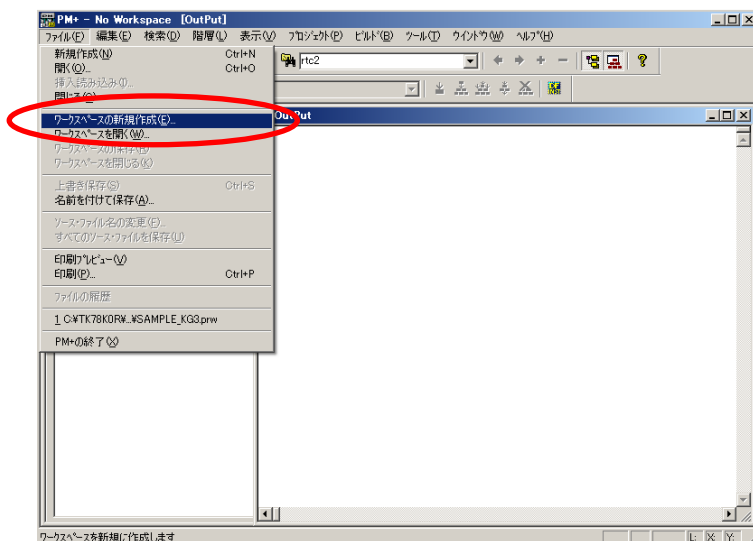 PM+ - No Workspace [OutPut]
ファイル(F) 編集(E) 検索(D) 階層(L) 表示(V) プロジェクト(P) ビルド(B) ツール(T) ウインドウ(W) ヘルプ(H)
新規作成(N) Ctrl+N
開く(O)... Ctrl+O
挿入読み込み(I)...
閉じる(C)
ワークスペースの新規作成(E)...
ワークスペースを開く(W)...
ワークスペースの保存(R)
ワークスペースを閉じる(K)
上書き保存(S) Ctrl+S
名前を付けて保存(A)...
ソース・ファイル名の変更(F)...
すべてのソース・ファイルを保存(U)
印刷プレビュー(V)
印刷(P)... Ctrl+P
ファイルの履歴
1 C:¥TK78K0R¥...¥SAMPLE_KG3.prw
PM+の終了(X)
rtc2
OutPut
ワークスペースを新規に作成します
L: X: Y: